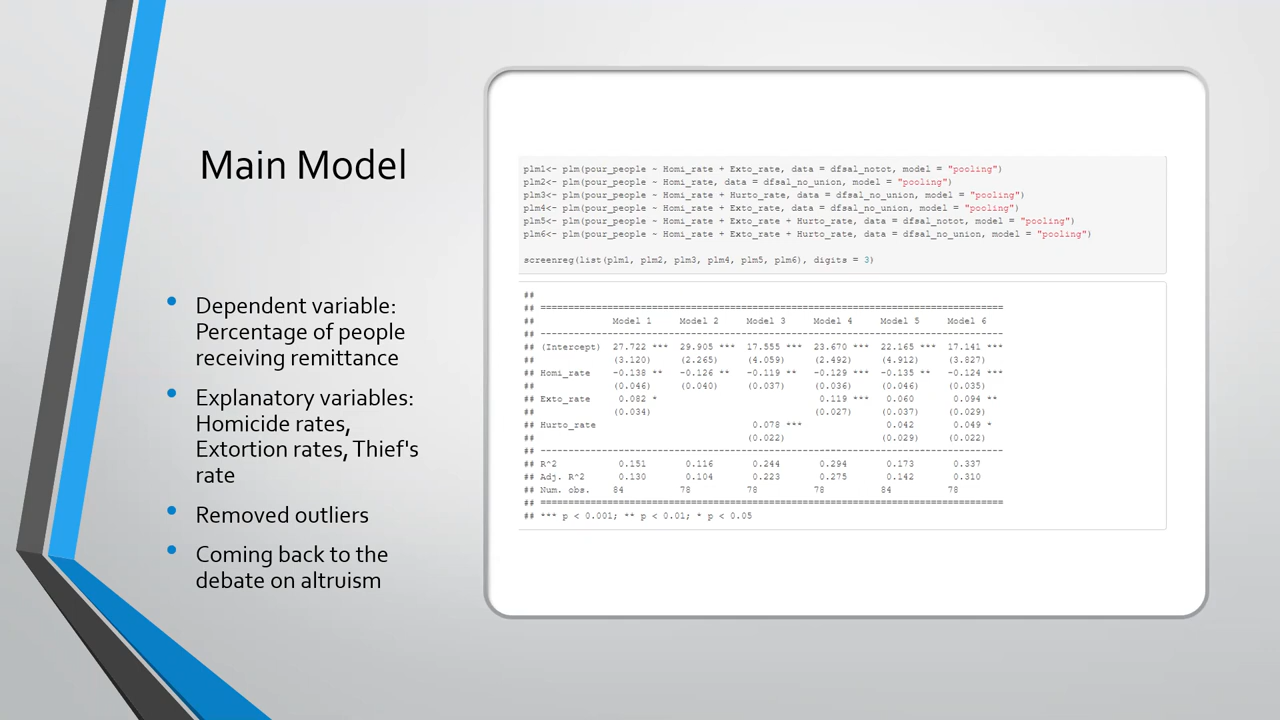 Main Model
Dependent variable:
Percentage of people
receiving remittance
Explanatory variables:
Homicide rates,
Extortion rates, Thief's
rate
Removed outliers
Coming back to the
debate on altruism
plm1<- plm(pour_people ~ Homi_rate + Exto_rate, data = dfsal_notot, model = "pooling")
plm2<- plm(pour_people ~ Homi_rate, data = dfsal_no_union, model = "pooling")
plm3<- plm(pour_people ~ Homi_rate + Hurto_rate, data = dfsal_no_union, model = "pooling")
plm4<- plm(pour_people ~ Homi_rate + Exto_rate, data = dfsal_no_union, model = "pooling")
plm5<- plm(pour_people ~ Homi_rate + Exto_rate + Hurto_rate, data = dfsal_notot, model = "pooling")
plm6<- plm(pour_people ~ Homi_rate + Exto_rate + Hurto_rate, data = dfsal_no_union, model = "pooling")
screenreg(list(plm1, plm2, plm3, plm4, plm5, plm6), digits = 3)
##
## =====================================================================
##             Model 1    Model 2    Model 3    Model 4    Model 5    Model 6
## ---------------------------------------------------------------------
## (Intercept) 27.722 *** 29.905 *** 17.555 *** 23.670 *** 22.165 *** 17.141 ***
##             (3.120)    (2.265)    (4.059)    (2.492)    (4.912)    (3.827)
## Homi_rate   -0.138 **  -0.126 **  -0.119 **  -0.129 *** -0.135 **  -0.124 ***
##             (0.046)    (0.040)    (0.037)    (0.036)    (0.046)    (0.035)
## Exto_rate    0.082 *                          0.119 ***  0.060      0.094 **
##             (0.034)                          (0.027)    (0.037)    (0.029)
## Hurto_rate                         0.078 ***             0.042      0.049 *
##                                   (0.022)               (0.029)    (0.022)
## ---------------------------------------------------------------------
## R^2          0.151      0.116      0.244      0.294      0.173      0.337
## Adj. R^2     0.130      0.104      0.223      0.275      0.142      0.310
## Num. obs.   84         78         78         78         84         78
## =====================================================================
## *** p < 0.001; ** p < 0.01; * p < 0.05